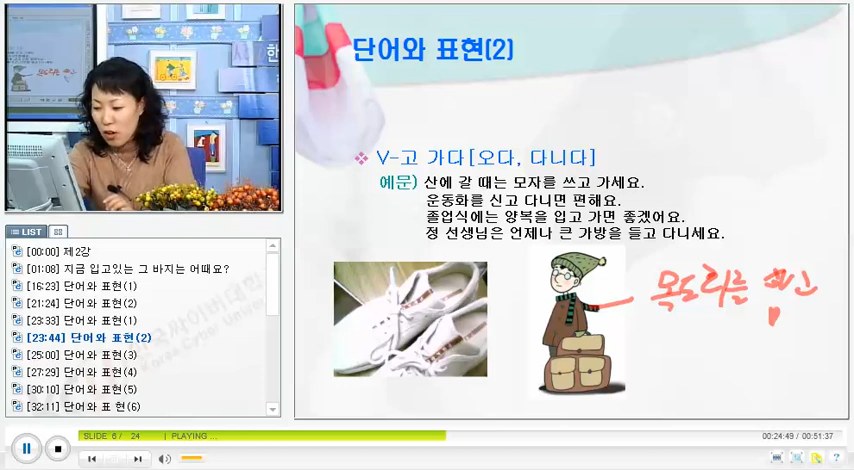 단어와 표현(2)
V-고 가다[오다, 다니다]
예문) 산에 갈 때는 모자를 쓰고 가세요.
운동화를 신고 다니면 편해요.
졸업식에는 양복을 입고 가면 좋겠어요.
정 선생님은 언제나 큰 가방을 들고 다니세요.
목도리를
LIST
[00:00] 제2강
[01:08] 지금 입고있는 그 바지는 어때요?
[16:23] 단어와 표현(1)
[21:24] 단어와 표현(2)
[23:33] 단어와 표현(1)
[23:44] 단어와 표현(2)
[25:00] 단어와 표현(3)
[27:29] 단어와 표현(4)
[30:10] 단어와 표현(5)
[32:11] 단어와 표 현(6)
SLIDE: 6 / 24 | PLAYING ...
00:24:49 / 00:51:37